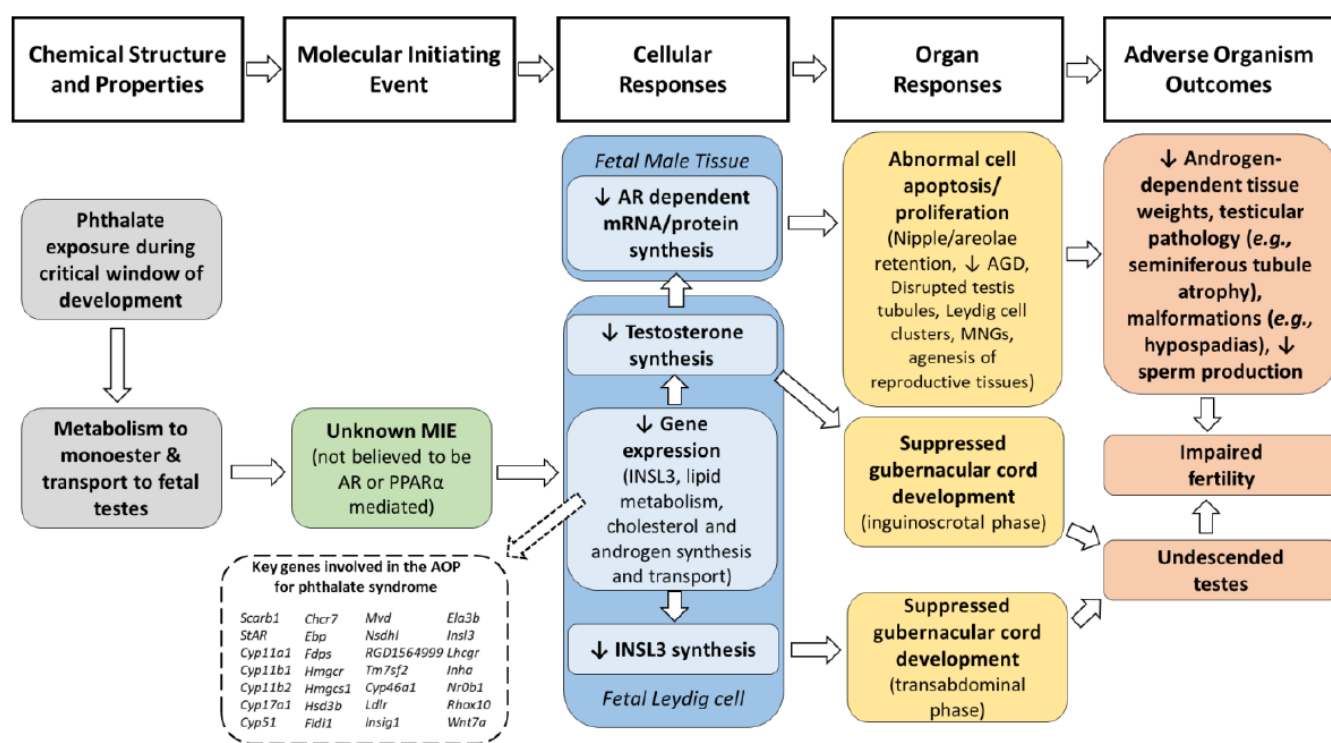 Chemical Structure
and Properties
Molecular Initiating
Event
Cellular
Responses
Organ
Responses
Adverse Organism
Outcomes
Phthalate
exposure during
critical window of
development
Metabolism to
monoester &
transport to fetal
testes
Unknown MIE
(not believed to be
AR or PPARα
mediated)
Fetal Male Tissue
↓ AR dependent
mRNA/protein
synthesis
↓ Testosterone
synthesis
↓ Gene
expression
(INSL3, lipid
metabolism,
cholesterol and
androgen synthesis
and transport)
↓ INSL3 synthesis
Fetal Leydig cell
Key genes involved in the AOP
for phthalate syndrome
Scarb1 Chcr7 Mvd Ela3b
StAR Ebp Nsdhl Insl3
Cyp11a1 Fdps RGD1564999 Lhcgr
Cyp11b1 Hmgcr Tm7sf2 Inha
Cyp11b2 Hmgcs1 Cyp46a1 Nr0b1
Cyp17a1 Hsd3b Ldlr Rhox10
Cyp51 Fidi1 Insig1 Wnt7a
Abnormal cell
apoptosis/
proliferation
(Nipple/areolae
retention, ↓ AGD,
Disrupted testis
tubules, Leydig cell
clusters, MNGs,
agenesis of
reproductive tissues)
Suppressed
gubernacular cord
development
(inguinoscrotal phase)
Suppressed
gubernacular cord
development
(transabdominal
phase)
↓ Androgen-
dependent tissue
weights, testicular
pathology (e.g.,
seminiferous tubule
atrophy),
malformations (e.g.,
hypospadias), ↓
sperm production
Impaired
fertility
Undescended
testes